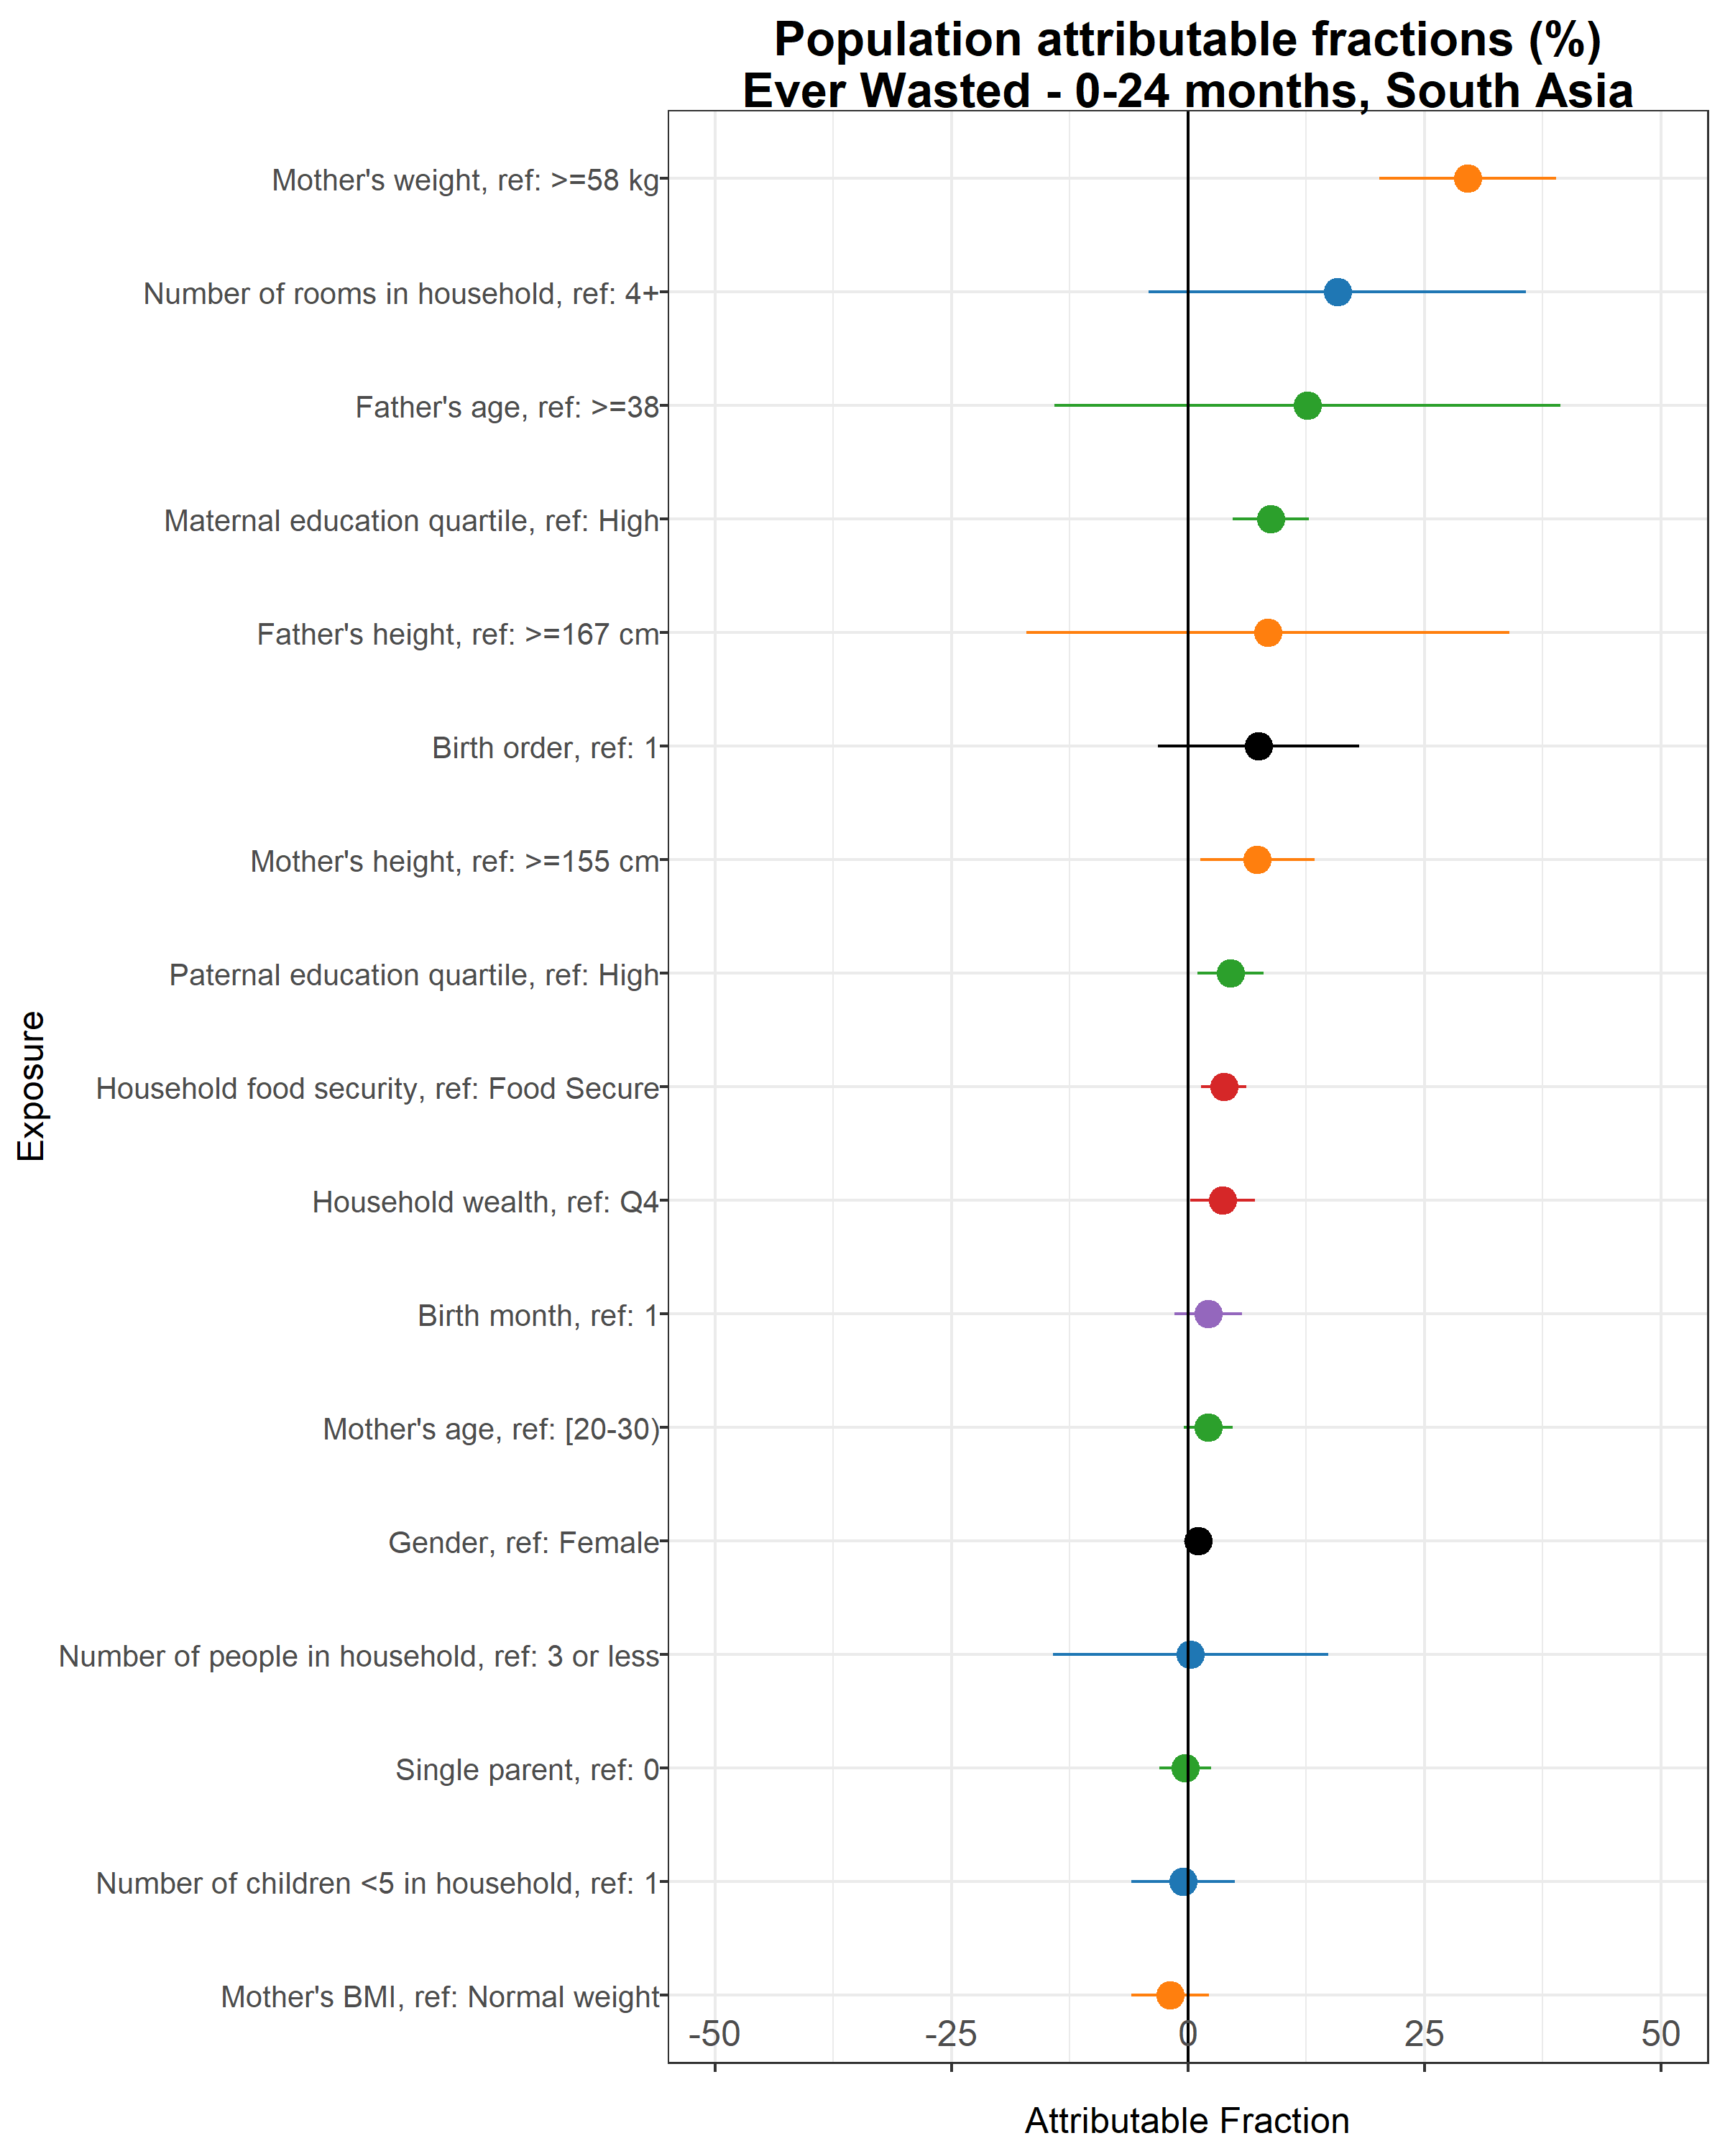 Population attributable fractions (%)
Ever Wasted - 0-24 months, South Asia
Mother's weight, ref: >=58 kg
Number of rooms in household, ref: 4+
Father's age, ref: >=38
Maternal education quartile, ref: High
Father's height, ref: >=167 cm
Birth order, ref: 1
Mother's height, ref: >=155 cm
Paternal education quartile, ref: High
Household food security, ref: Food Secure
Household wealth, ref: Q4
Birth month, ref: 1
Mother's age, ref: [20-30)
Gender, ref: Female
Number of people in household, ref: 3 or less
Single parent, ref: 0
Number of children <5 in household, ref: 1
Mother's BMI, ref: Normal weight
Exposure
-50 -25 0 25 50
Attributable Fraction